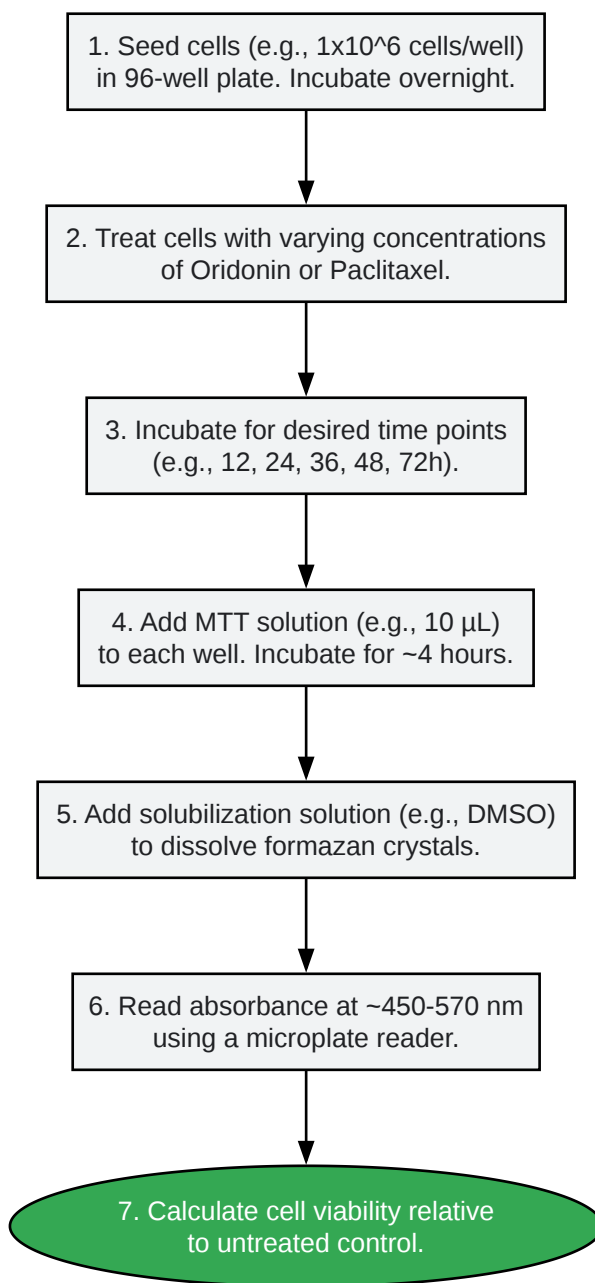 1. Seed cells (e.g., 1x10^6 cells/well)
in 96-well plate. Incubate overnight.
2. Treat cells with varying concentrations
of Oridonin or Paclitaxel.
3. Incubate for desired time points
(e.g., 12, 24, 36, 48, 72h).
4. Add MTT solution (e.g., 10 µL)
to each well. Incubate for ~4 hours.
5. Add solubilization solution (e.g., DMSO)
to dissolve formazan crystals.
6. Read absorbance at ~450-570 nm
using a microplate reader.
7. Calculate cell viability relative
to untreated control.